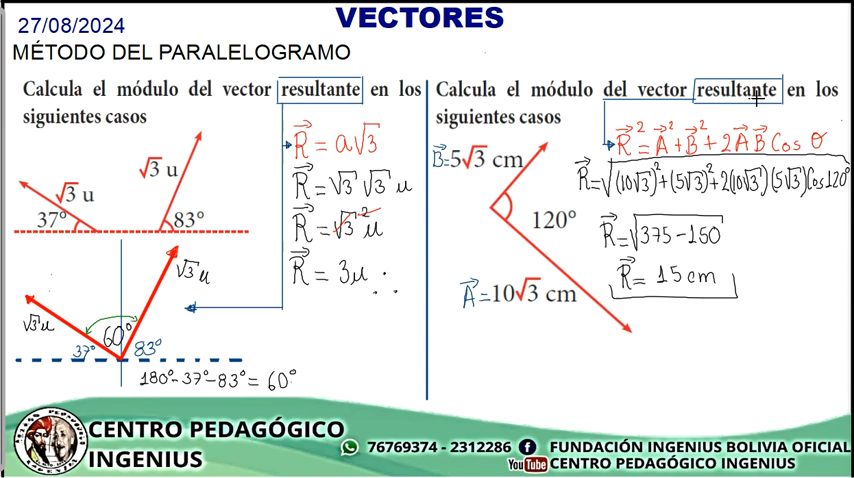 VECTORES
27/08/2024
MÉTODO DEL PARALELOGRAMO
Calcula el módulo del vector resultante en los
siguientes casos
√3 u
√3 u
37°
83°
R = a√3
R = √3 √3 u
R = √3² u
R = 3u ∴
√3 u
√3 u
60°
37°
83°
180° - 37° - 83° = 60°
Calcula el módulo del vector resultante en los
siguientes casos
B = 5√3 cm
120°
A = 10√3 cm
R² = A² + B² + 2 A B Cos θ
R = √(10√3)² + (5√3)² + 2(10√3)(5√3) Cos 120°
R = √375 - 150
R = 15 cm
CENTRO PEDAGÓGICO
INGENIUS
76769374 - 2312286
FUNDACIÓN INGENIUS BOLIVIA OFICIAL
YouTube CENTRO PEDAGÓGICO INGENIUS